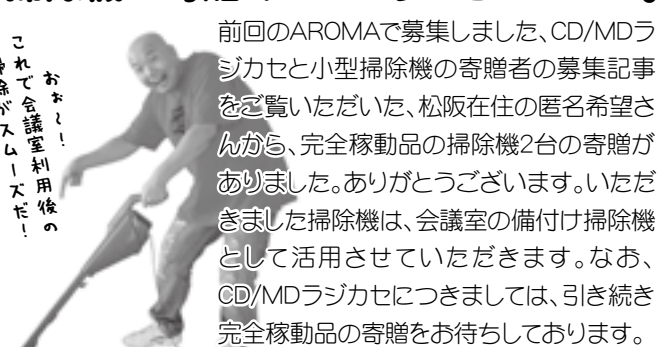 おぉ~!
これで会議室利用後の
掃除がスムーズだ!
前回のAROMAで募集しました、CD/MDラ
ジカセと小型掃除機の寄贈者の募集記事
をご覧いただいた、松阪在住の匿名希望さ
んから、完全稼動品の掃除機2台の寄贈が
ありました。ありがとうございます。いただ
きました掃除機は、会議室の備付け掃除機
として活用させていただきます。なお、
CD/MDラジカセにつきましては、引き続き
完全稼動品の寄贈をお待ちしております。